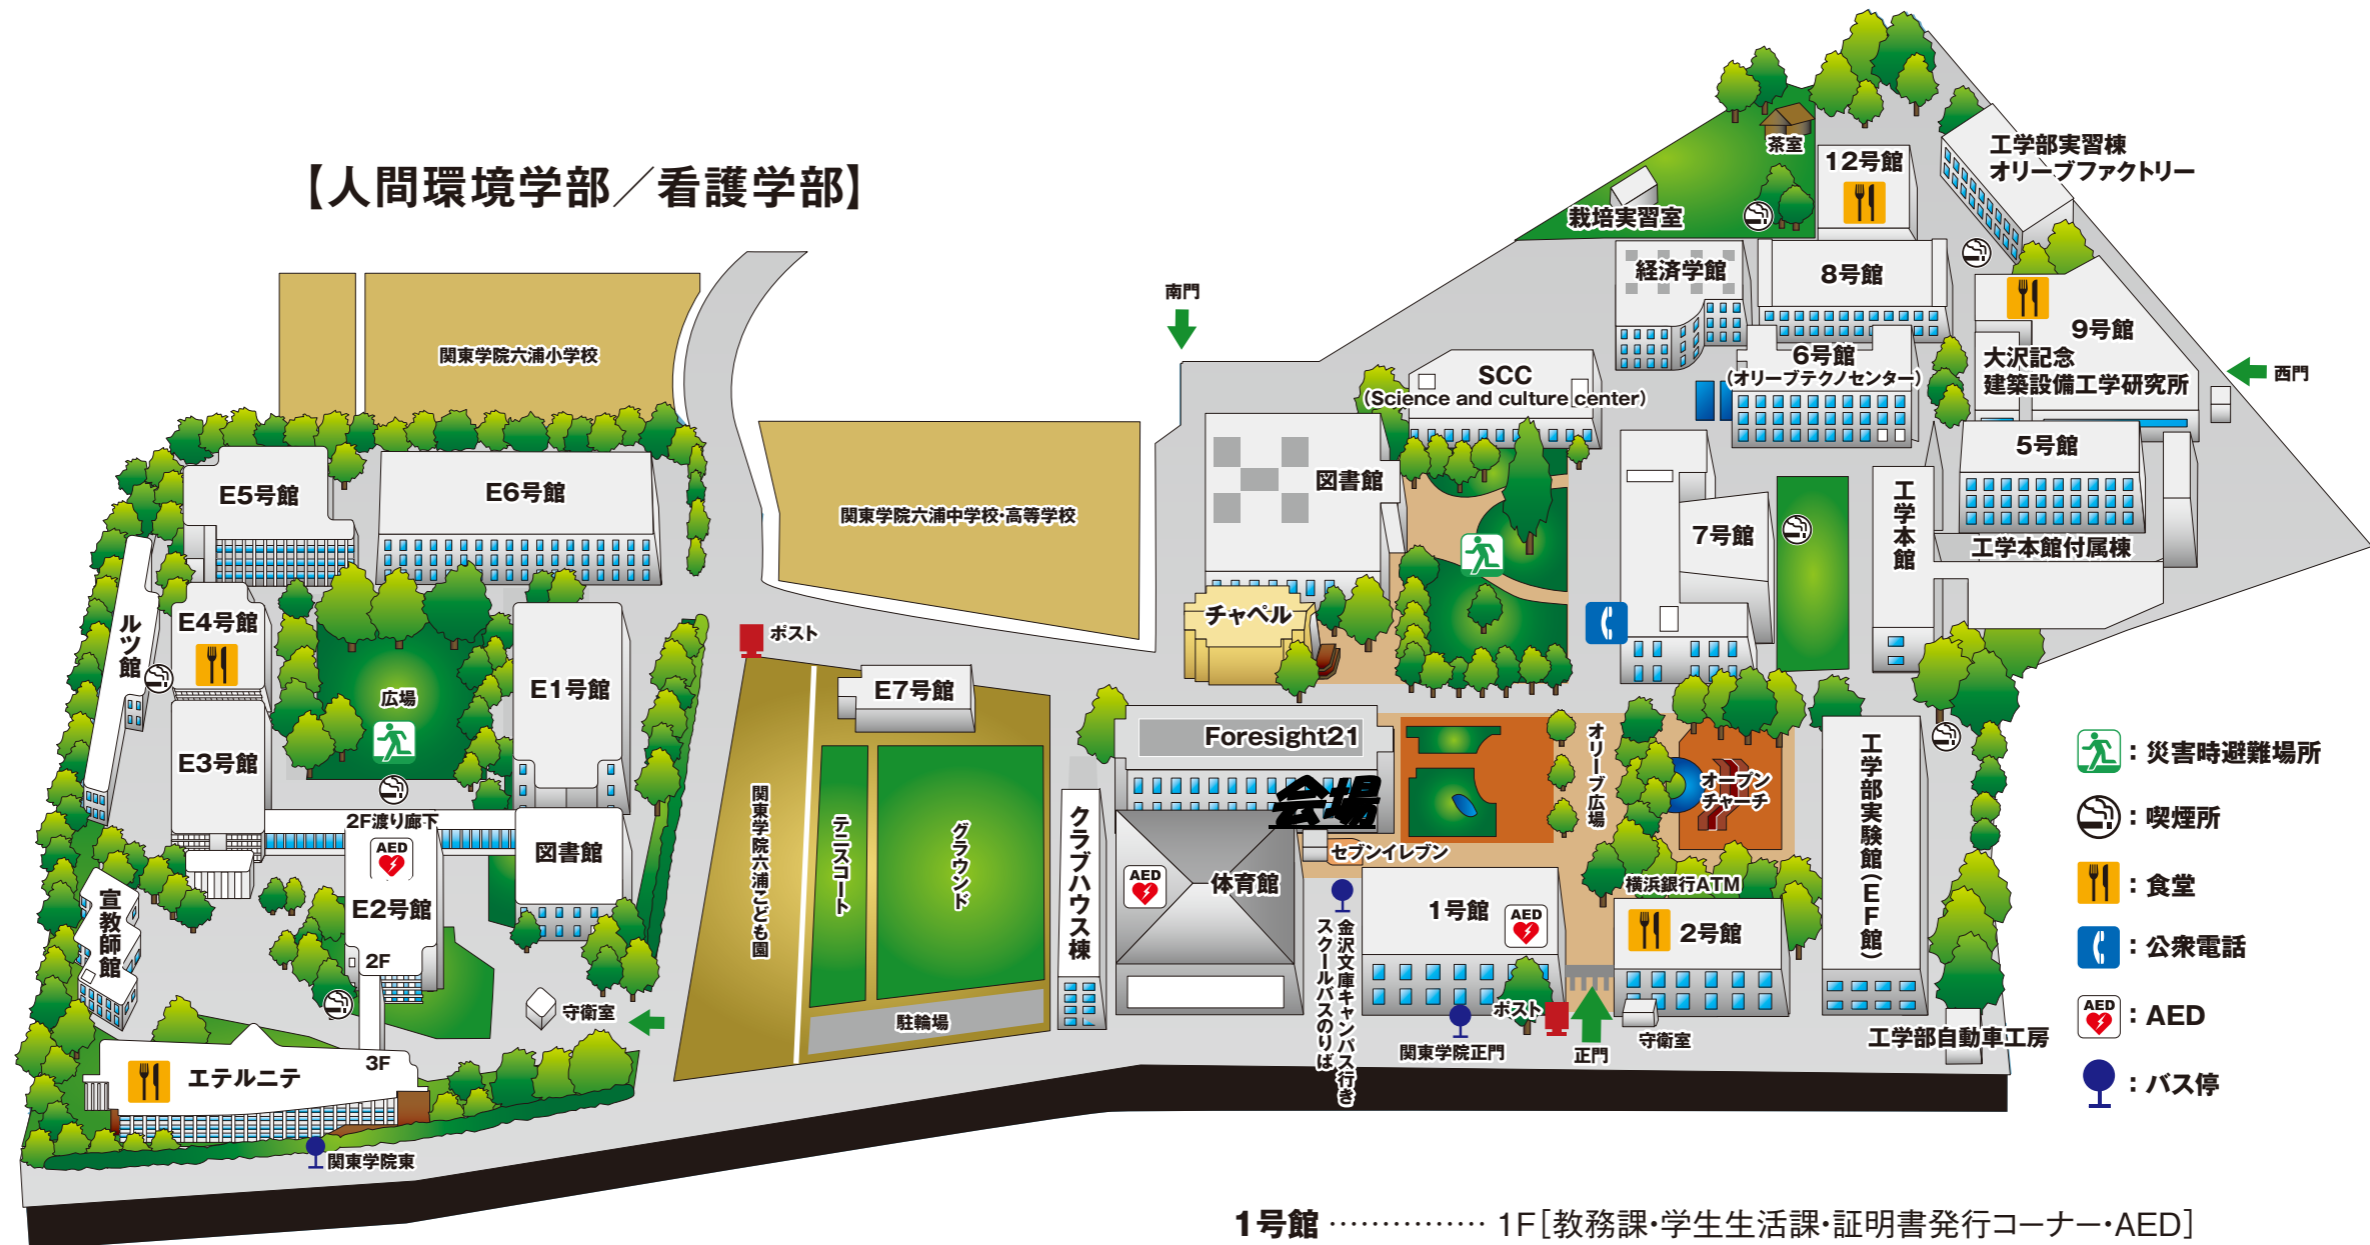 【人間環境学部／看護学部】
関東学院六浦小学校
関東学院六浦中学校・高等学校
E5号館
E6号館
ルツ館
E4号館
広場
E1号館
E3号館
2F渡り廊下
AED
図書館
宣教師館
E2号館
2F
守衛室
3F
エテルニテ
関東学院東
ポスト
E7号館
関東学院六浦こども園
テニスコート
グラウンド
駐輪場
クラブハウス棟
南門
茶室
12号館
工学部実習棟
オリーブファクトリー
栽培実習室
経済学館
8号館
9号館
大沢記念
建築設備工学研究所
西門
6号館
(オリーブテクノセンター)
SCC
(Science and culture center)
図書館
5号館
7号館
工学本館
工学本館付属棟
チャペル
Foresight21
会場
オリーブ広場
オープン
チャーチ
セブンイレブン
AED
体育館
横浜銀行ATM
1号館
AED
2号館
工学部実験館(EF館)
金沢文庫キャンパス行き
スクールバスのりば
ポスト
関東学院正門
正門
守衛室
工学部自動車工房
：災害時避難場所
：喫煙所
：食堂
：公衆電話
AED：AED
：バス停
1号館 …………… 1F[教務課・学生生活課・証明書発行コーナー・AED]